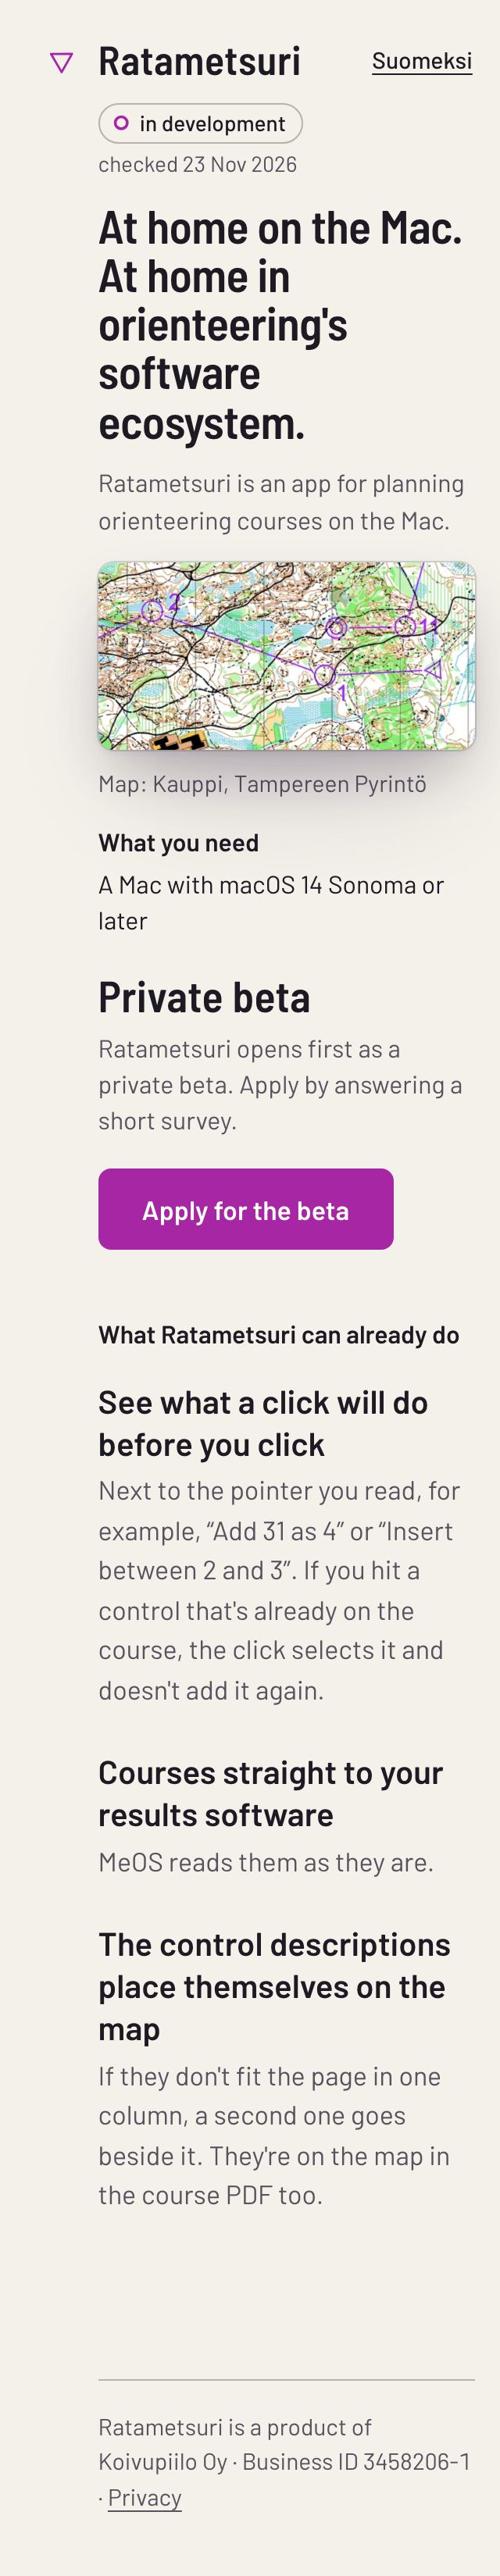 Ratametsuri
Suomeksi
in development
checked 23 Nov 2026
At home on the Mac.
At home in
orienteering's
software
ecosystem.
Ratametsuri is an app for planning
orienteering courses on the Mac.
2
11
1
Map: Kauppi, Tampereen Pyrintö
What you need
A Mac with macOS 14 Sonoma or
later
Private beta
Ratametsuri opens first as a
private beta. Apply by answering a
short survey.
Apply for the beta
What Ratametsuri can already do
See what a click will do
before you click
Next to the pointer you read, for
example, “Add 31 as 4” or “Insert
between 2 and 3”. If you hit a
control that's already on the
course, the click selects it and
doesn't add it again.
Courses straight to your
results software
MeOS reads them as they are.
The control descriptions
place themselves on the
map
If they don't fit the page in one
column, a second one goes
beside it. They're on the map in
the course PDF too.
Ratametsuri is a product of
Koivupiilo Oy · Business ID 3458206-1
· Privacy